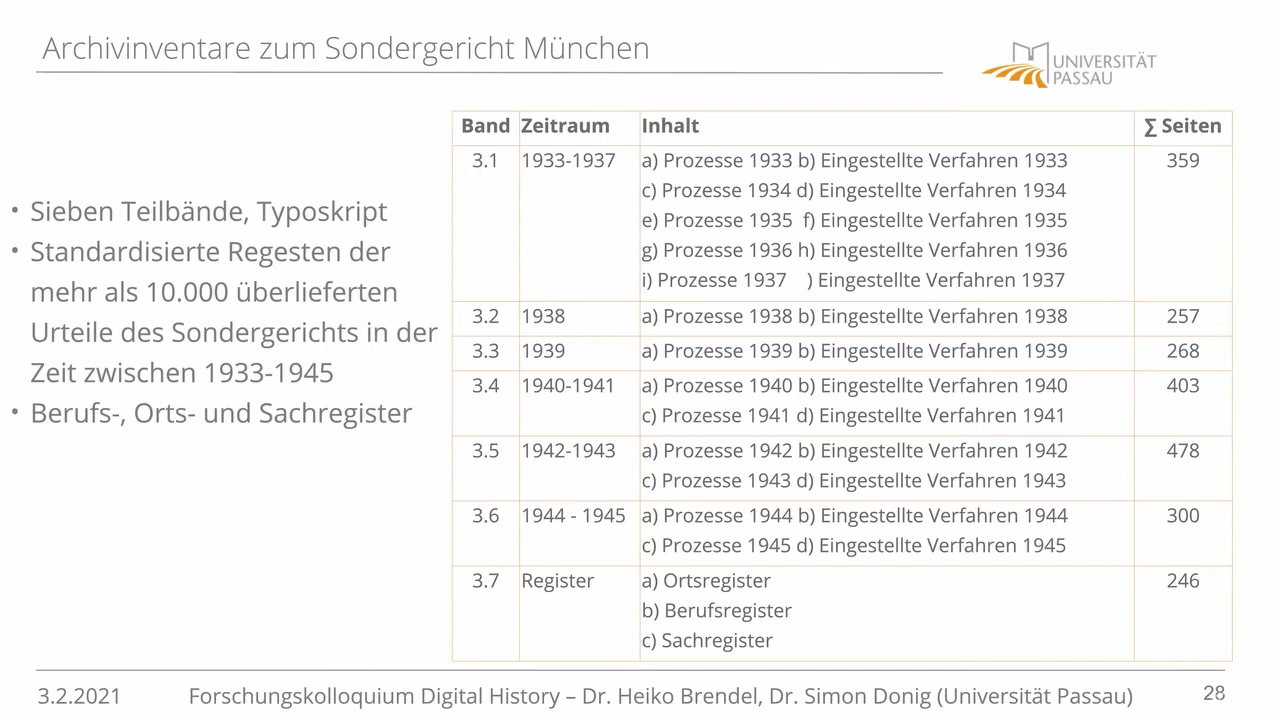 Archivinventare zum Sondergericht München
UNIVERSITÄT
PASSAU
• Sieben Teilbände, Typoskript
• Standardisierte Regesten der
mehr als 10.000 überlieferten
Urteile des Sondergerichts in der
Zeit zwischen 1933-1945
• Berufs-, Orts- und Sachregister
Band Zeitraum Inhalt ∑ Seiten
3.1 1933-1937 a) Prozesse 1933 b) Eingestellte Verfahren 1933 359
c) Prozesse 1934 d) Eingestellte Verfahren 1934
e) Prozesse 1935 f) Eingestellte Verfahren 1935
g) Prozesse 1936 h) Eingestellte Verfahren 1936
i) Prozesse 1937 ) Eingestellte Verfahren 1937
3.2 1938 a) Prozesse 1938 b) Eingestellte Verfahren 1938 257
3.3 1939 a) Prozesse 1939 b) Eingestellte Verfahren 1939 268
3.4 1940-1941 a) Prozesse 1940 b) Eingestellte Verfahren 1940 403
c) Prozesse 1941 d) Eingestellte Verfahren 1941
3.5 1942-1943 a) Prozesse 1942 b) Eingestellte Verfahren 1942 478
c) Prozesse 1943 d) Eingestellte Verfahren 1943
3.6 1944 - 1945 a) Prozesse 1944 b) Eingestellte Verfahren 1944 300
c) Prozesse 1945 d) Eingestellte Verfahren 1945
3.7 Register a) Ortsregister 246
b) Berufsregister
c) Sachregister
3.2.2021 Forschungskolloquium Digital History – Dr. Heiko Brendel, Dr. Simon Donig (Universität Passau) 28